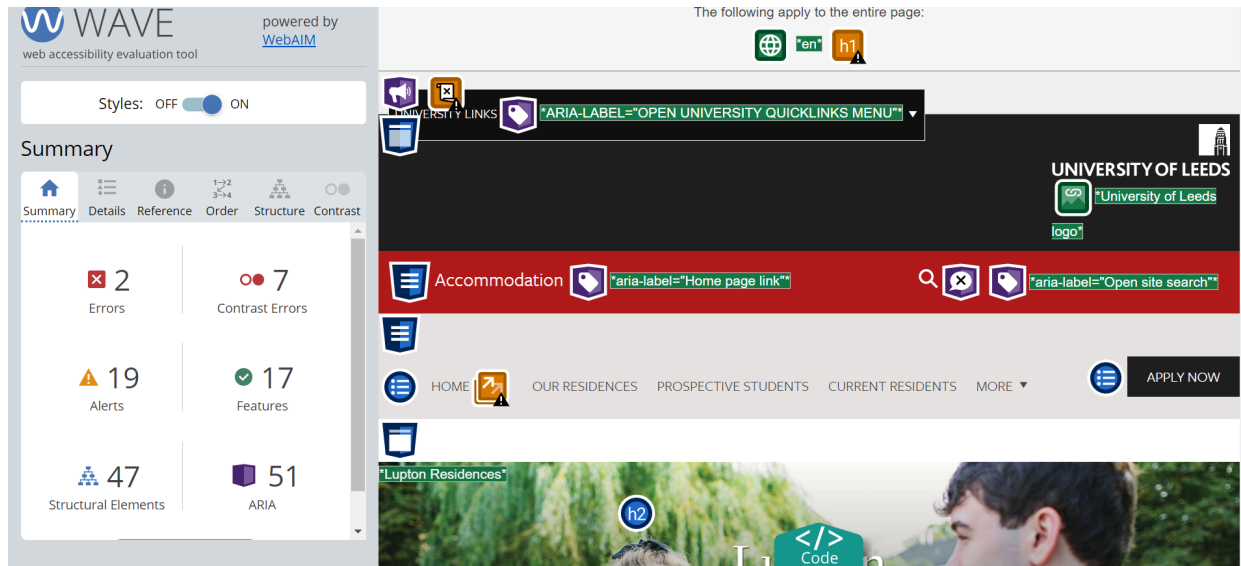 WAVE
powered by
WebAIM
web accessibility evaluation tool
Styles: OFF ON
Summary
Summary Details Reference Order Structure Contrast
2
Errors
7
Contrast Errors
19
Alerts
17
Features
47
Structural Elements
51
ARIA
The following apply to the entire page:
*en* h1
UNIVERSITY LINKS *ARIA-LABEL="OPEN UNIVERSITY QUICKLINKS MENU"* ▼
UNIVERSITY OF LEEDS
*University of Leeds
logo*
Accommodation *aria-label="Home page link"* *aria-label="Open site search"*
HOME OUR RESIDENCES PROSPECTIVE STUDENTS CURRENT RESIDENTS MORE ▼ APPLY NOW
*Lupton Residences*
h2
</>
Code